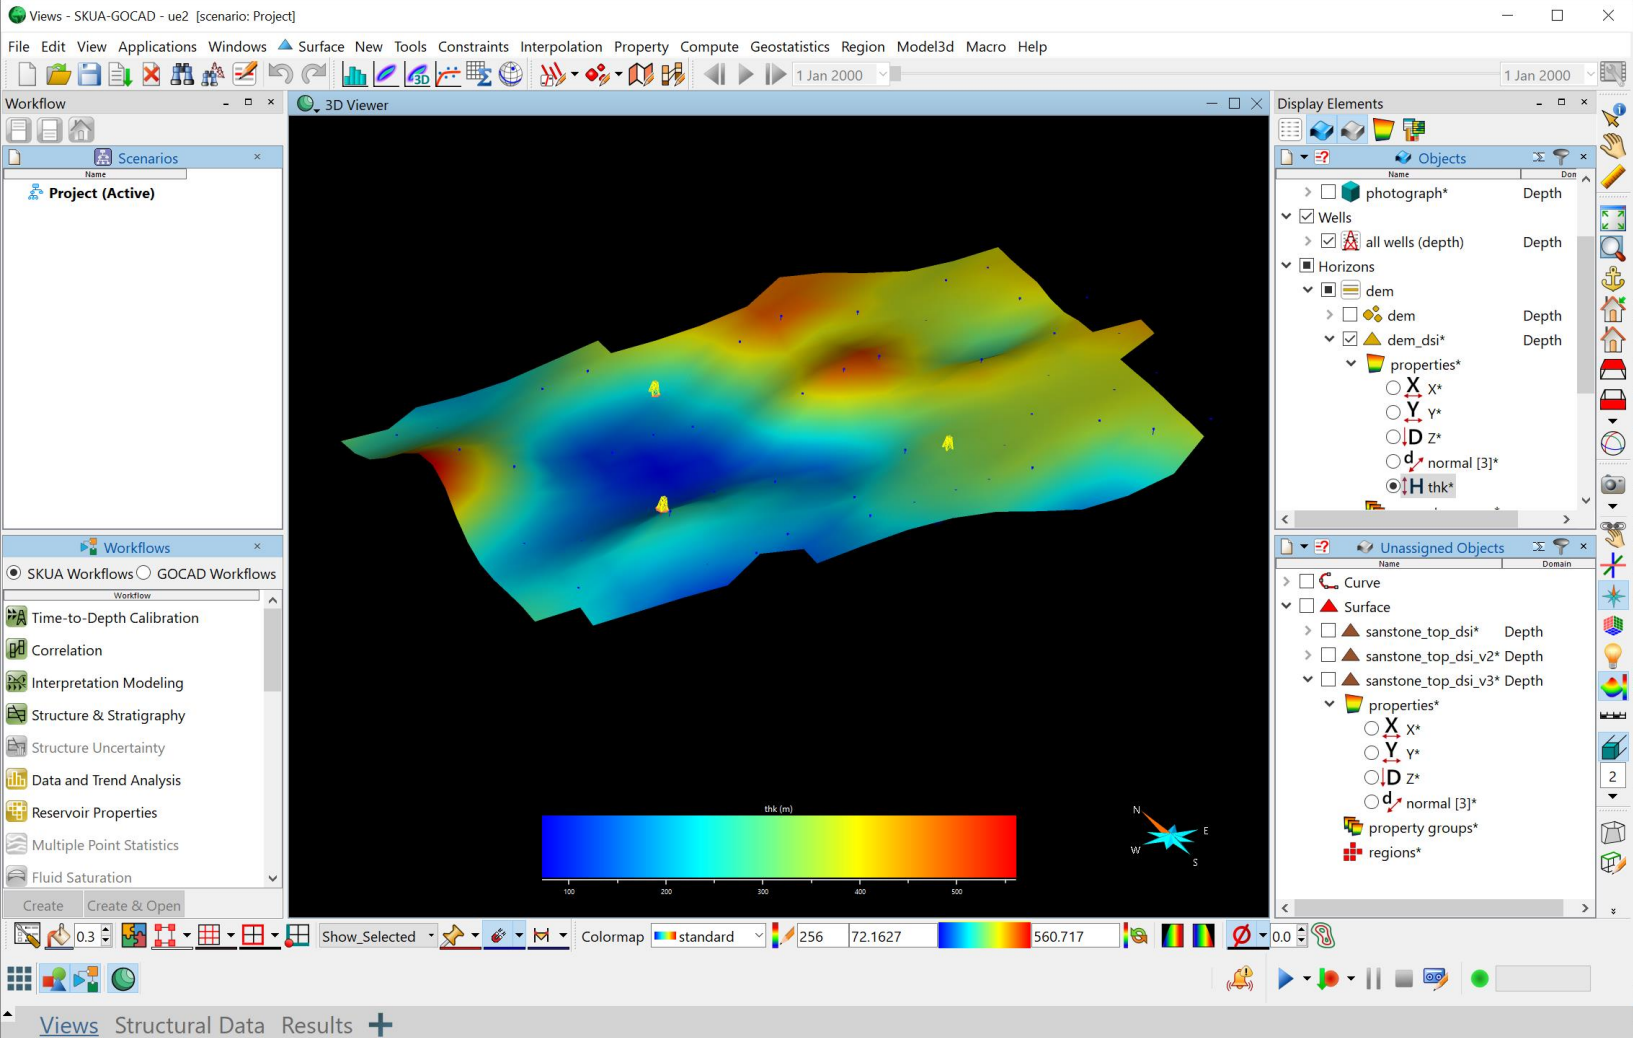 Views - SKUA-GOCAD - ue2 [scenario: Project]
File Edit View Applications Windows Surface New Tools Constraints Interpolation Property Compute Geostatistics Region Model3d Macro Help
3D
1 Jan 2000
1 Jan 2000
Workflow
Scenarios
Name
Project (Active)
Workflows
SKUA Workflows GOCAD Workflows
Workflow
Time-to-Depth Calibration
Correlation
Interpretation Modeling
Structure & Stratigraphy
Structure Uncertainty
Data and Trend Analysis
Reservoir Properties
Multiple Point Statistics
Fluid Saturation
Create Create & Open
3D Viewer
thk (m)
100 200 300 400 500
N
E
W
S
Display Elements
Objects
Name
photograph* Depth
Wells
all wells (depth) Depth
Horizons
dem
dem Depth
dem_dsi* Depth
properties*
X X*
Y Y*
D Z*
d normal [3]*
H thk*
Unassigned Objects
Name Domain
Curve
Surface
sanstone_top_dsi* Depth
sanstone_top_dsi_v2* Depth
sanstone_top_dsi_v3* Depth
properties*
X X*
Y Y*
D Z*
d normal [3]*
property groups*
regions*
2
0.3 Show_Selected Colormap standard 256 72.1627 560.717 0.0
Views Structural Data Results